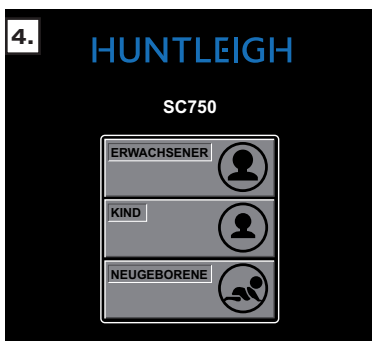 4.
HUNTLEIGH
SC750
ERWACHSENER
KIND
NEUGEBORENE